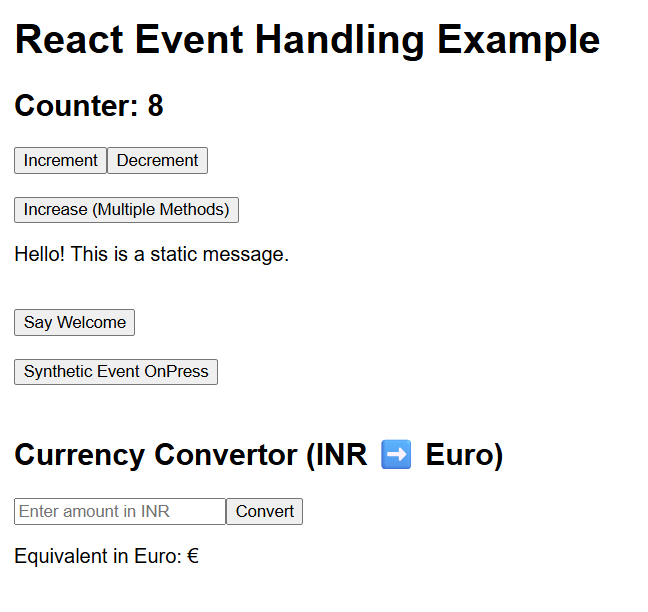 React Event Handling Example
Counter: 8
Increment Decrement
Increase (Multiple Methods)
Hello! This is a static message.
Say Welcome
Synthetic Event OnPress
Currency Convertor (INR ➡️ Euro)
Enter amount in INR Convert
Equivalent in Euro: €